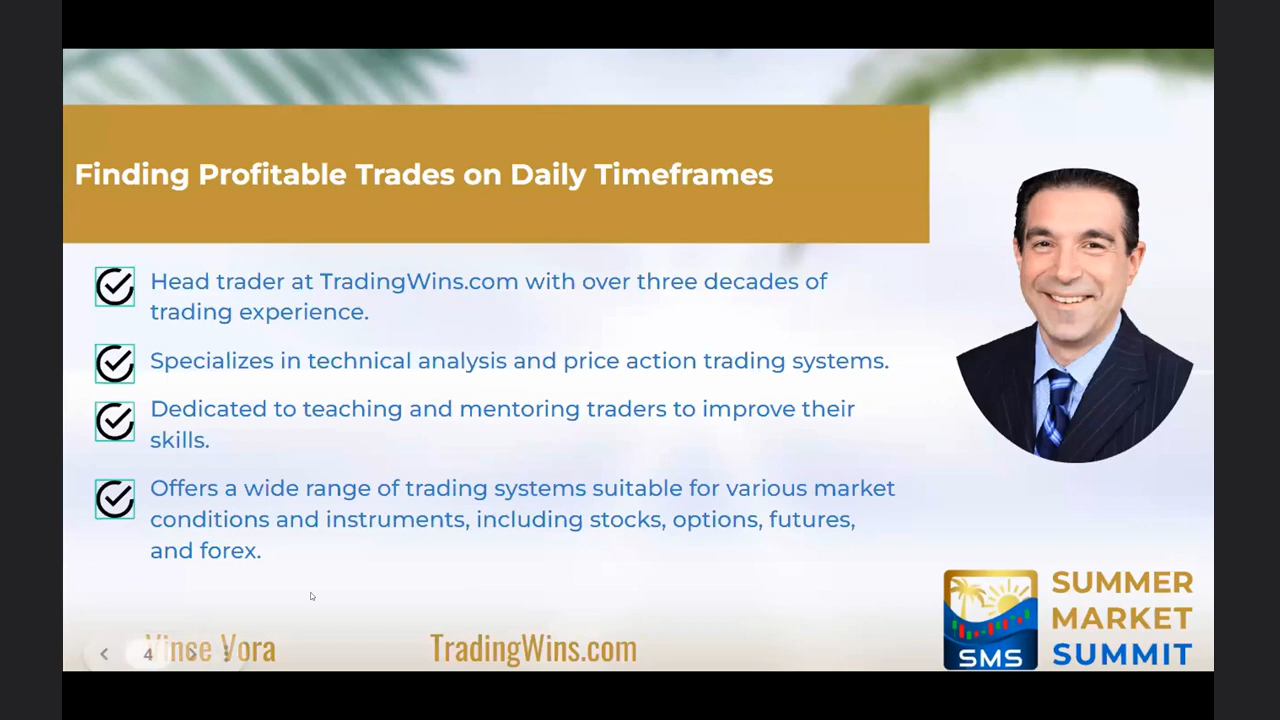 Finding Profitable Trades on Daily Timeframes
Head trader at TradingWins.com with over three decades of
trading experience.
Specializes in technical analysis and price action trading systems.
Dedicated to teaching and mentoring traders to improve their
skills.
Offers a wide range of trading systems suitable for various market
conditions and instruments, including stocks, options, futures,
and forex.
SUMMER
MARKET
SUMMIT
SMS
4
Vince Vora
TradingWins.com